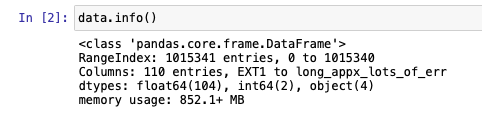 In [2]: data.info()
<class 'pandas.core.frame.DataFrame'>
RangeIndex: 1015341 entries, 0 to 1015340
Columns: 110 entries, EXT1 to long_appx_lots_of_err
dtypes: float64(104), int64(2), object(4)
memory usage: 852.1+ MB